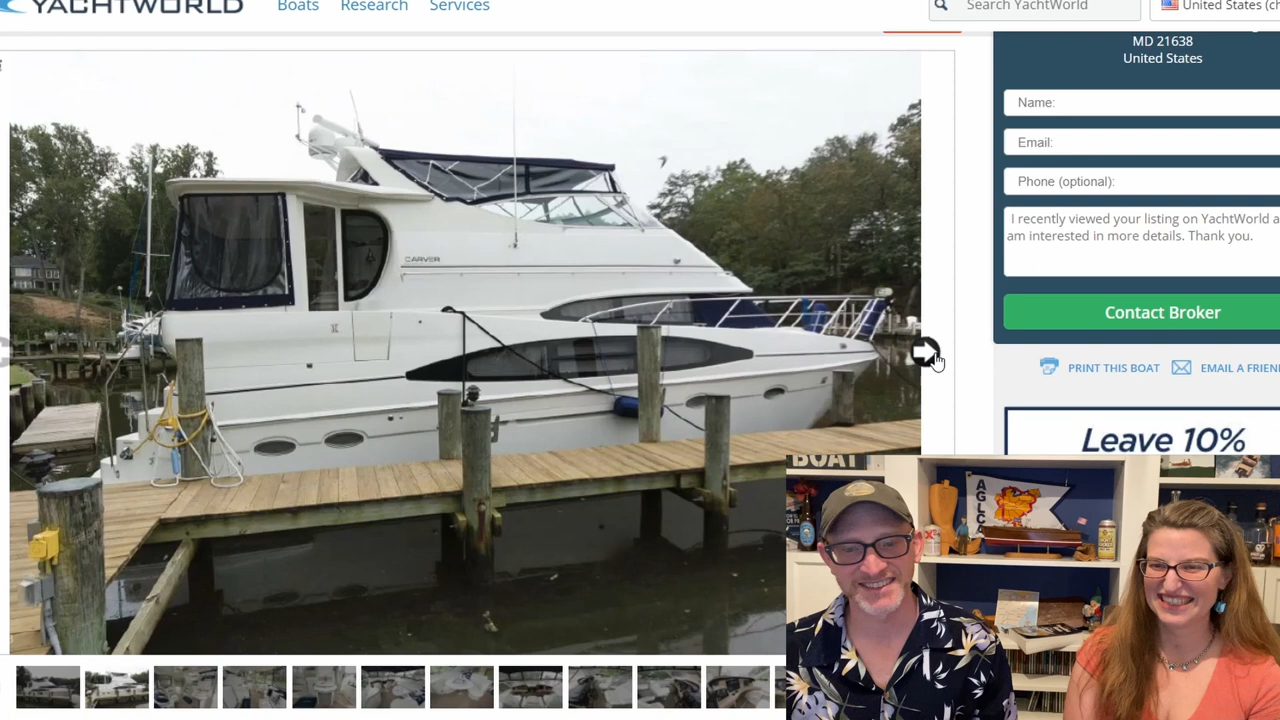 YACHTWORLD
Boats
Research
Services
Search YachtWorld
United States (ch
MD 21638
United States
Name:
Email:
Phone (optional):
I recently viewed your listing on YachtWorld a
am interested in more details. Thank you.
Contact Broker
PRINT THIS BOAT
EMAIL A FRIEN
Leave 10%
CARVER
BOAT
AGLC